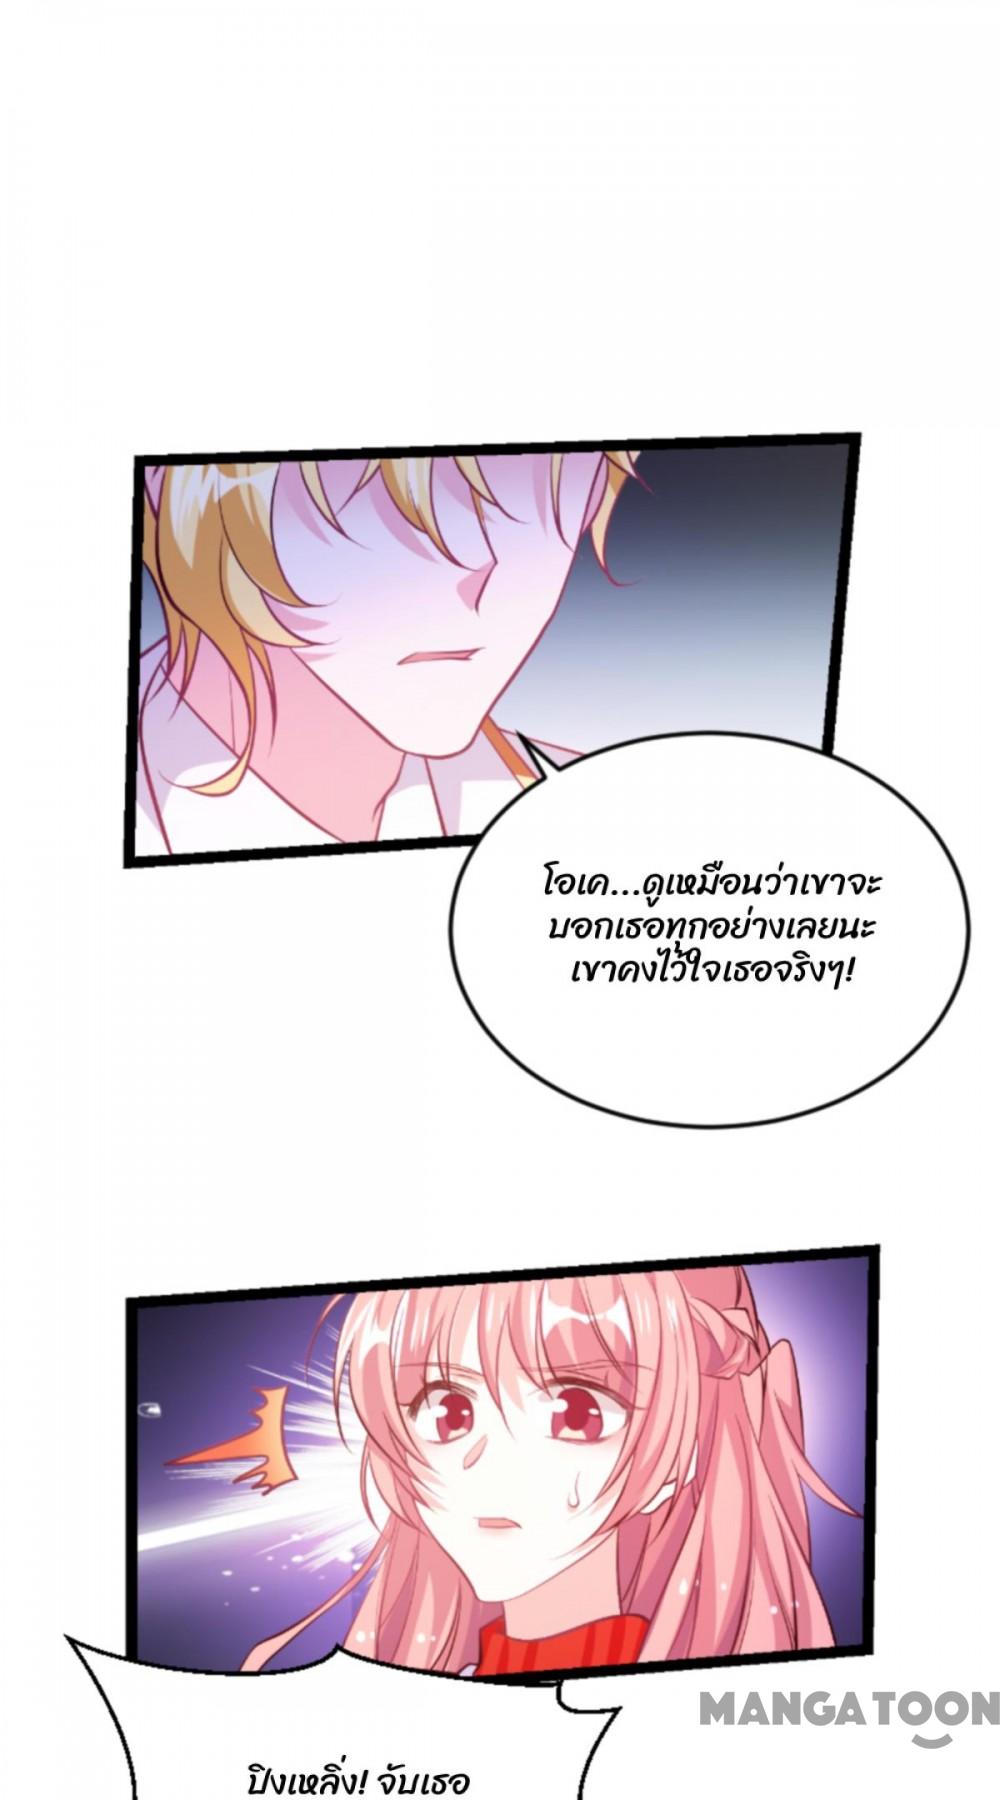 โอเค...ดูเหมือนว่าเขาจะ
บอกเธอทุกอย่างเลยนะ
เขาคงไว้ใจเธอจริงๆ!
MANGATOON
ปิงเหลิ่ง! จับเธอ